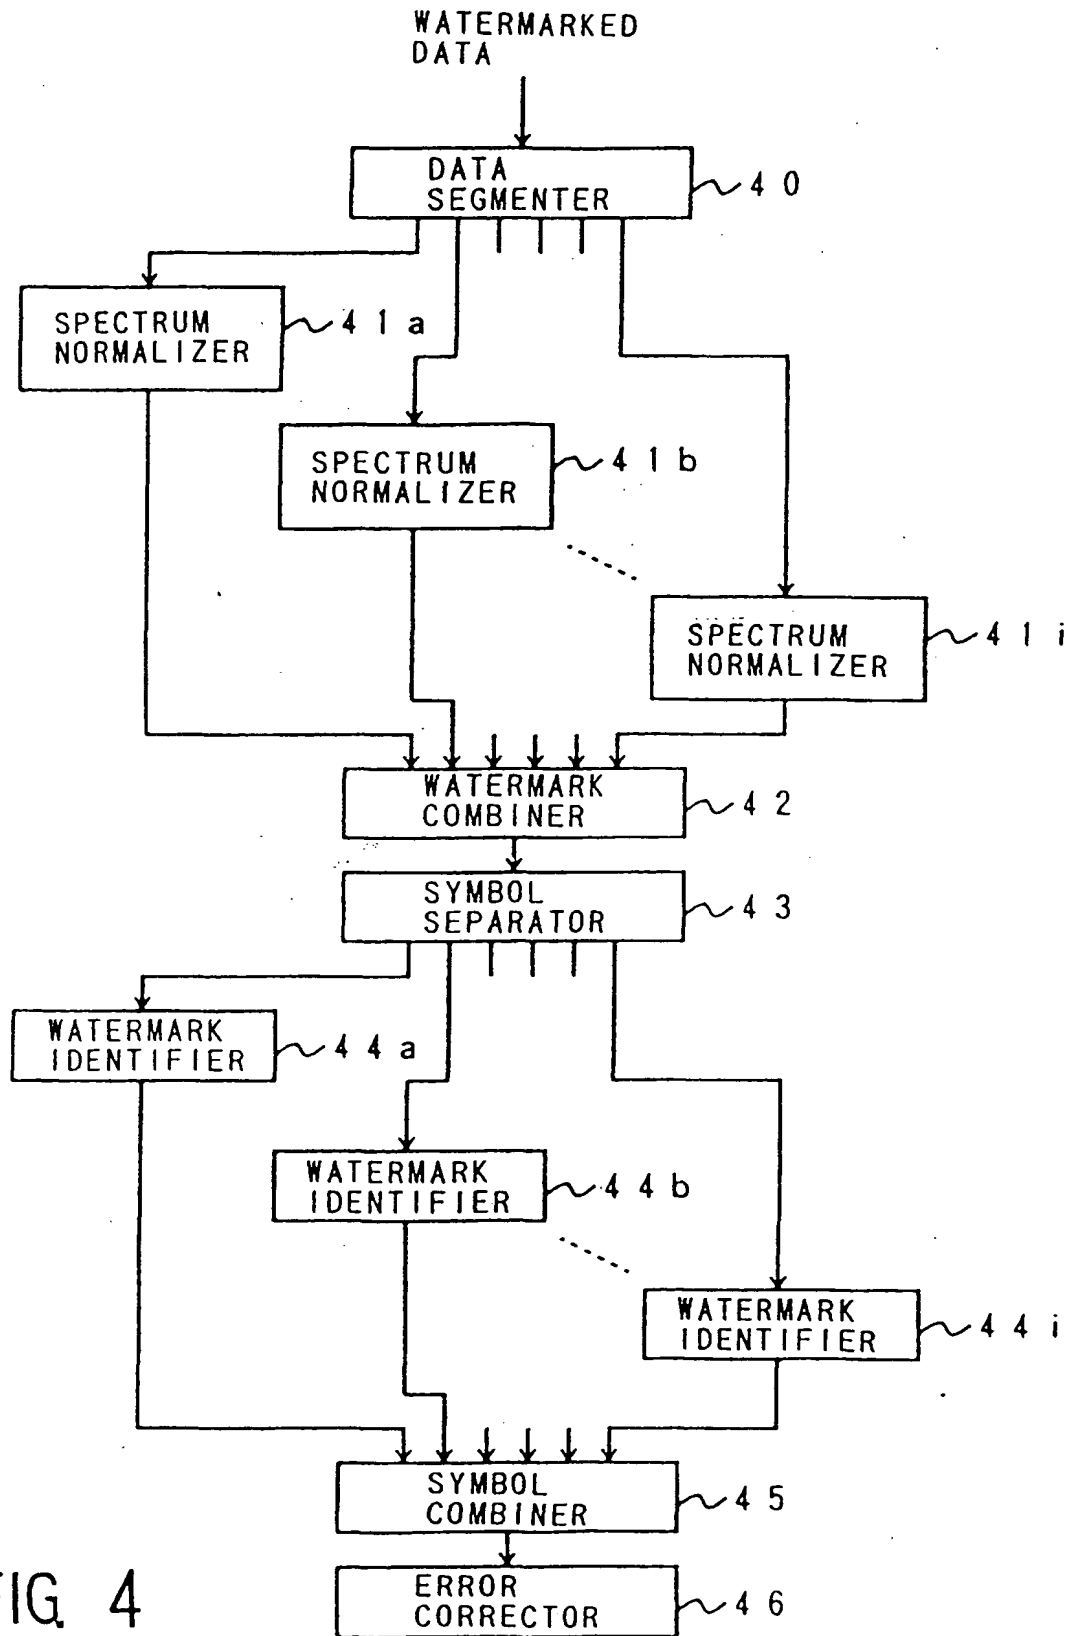 WATERMARKED
DATA
DATA
SEGMENTER
40
SPECTRUM
NORMALIZER
41a
SPECTRUM
NORMALIZER
41b
SPECTRUM
NORMALIZER
41i
WATERMARK
COMBINER
42
SYMBOL
SEPARATOR
43
WATERMARK
IDENTIFIER
44a
WATERMARK
IDENTIFIER
44b
WATERMARK
IDENTIFIER
44i
SYMBOL
COMBINER
45
ERROR
CORRECTOR
46
FIG. 4